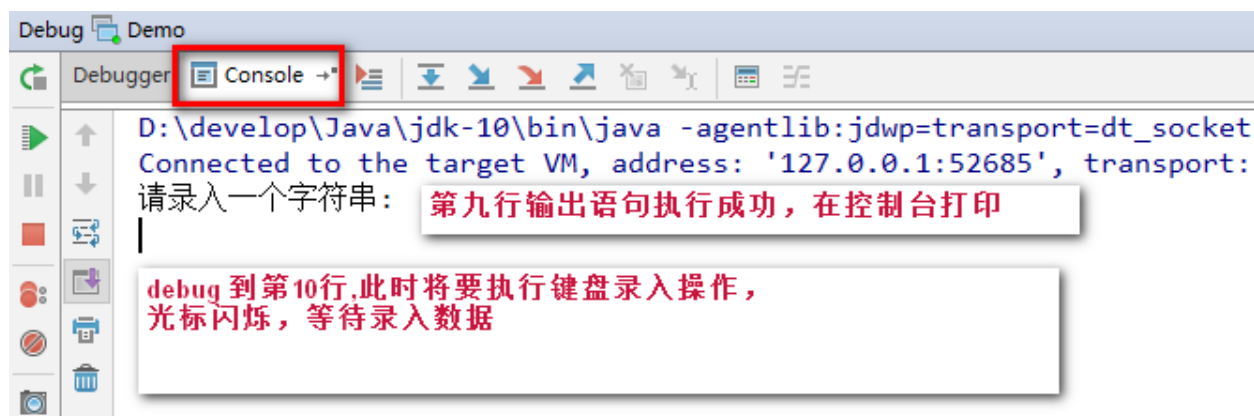 Debug Demo
Debugger Console
D:\develop\Java\jdk-10\bin\java -agentlib:jdwp=transport=dt_socket
Connected to the target VM, address: '127.0.0.1:52685', transport:
请录入一个字符串:
第九行输出语句执行成功，在控制台打印
debug 到第10行,此时将要执行键盘录入操作，
光标闪烁，等待录入数据